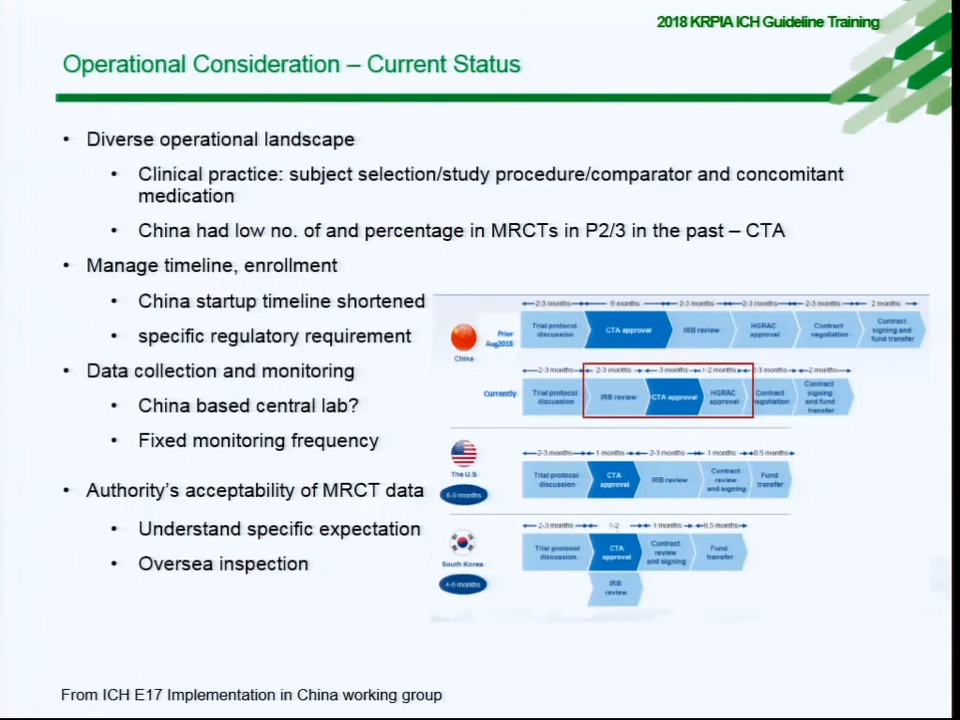 2018 KRPIA ICH Guideline Training
Operational Consideration – Current Status
• Diverse operational landscape
• Clinical practice: subject selection/study procedure/comparator and concomitant
medication
• China had low no. of and percentage in MRCTs in P2/3 in the past – CTA
• Manage timeline, enrollment
• China startup timeline shortened
• specific regulatory requirement
• Data collection and monitoring
• China based central lab?
• Fixed monitoring frequency
• Authority's acceptability of MRCT data
• Understand specific expectation
• Oversea inspection
China
Prior
Aug2018
2-3 months 6 months 2-3 months 2-3 months 2-3 months 2 months
Trial protocol
discussion
CTA approval
IRB review
HGRAC
approval
Contract
negotiation
Contract
signing and
fund transfer
Currently
2-3 months 2-3 months 3 months 1-2 months 2-3 months 2 months
Trial protocol
discussion
IRB review
CTA approval
HGRAC
approval
Contract
negotiation
Contract
signing
and fund
transfer
The U.S
6-9 months
2-3 months 1 months 2-3 months 1 months 0.5 months
Trial protocol
discussion
CTA
approval
IRB review
Contract
review
and signing
Fund
transfer
South Korea
4-6 months
2-3 months 1-2 1 months 0.5 months
Trial protocol
discussion
CTA
approval
Contract
review
and signing
Fund
transfer
IRB
review
From ICH E17 Implementation in China working group